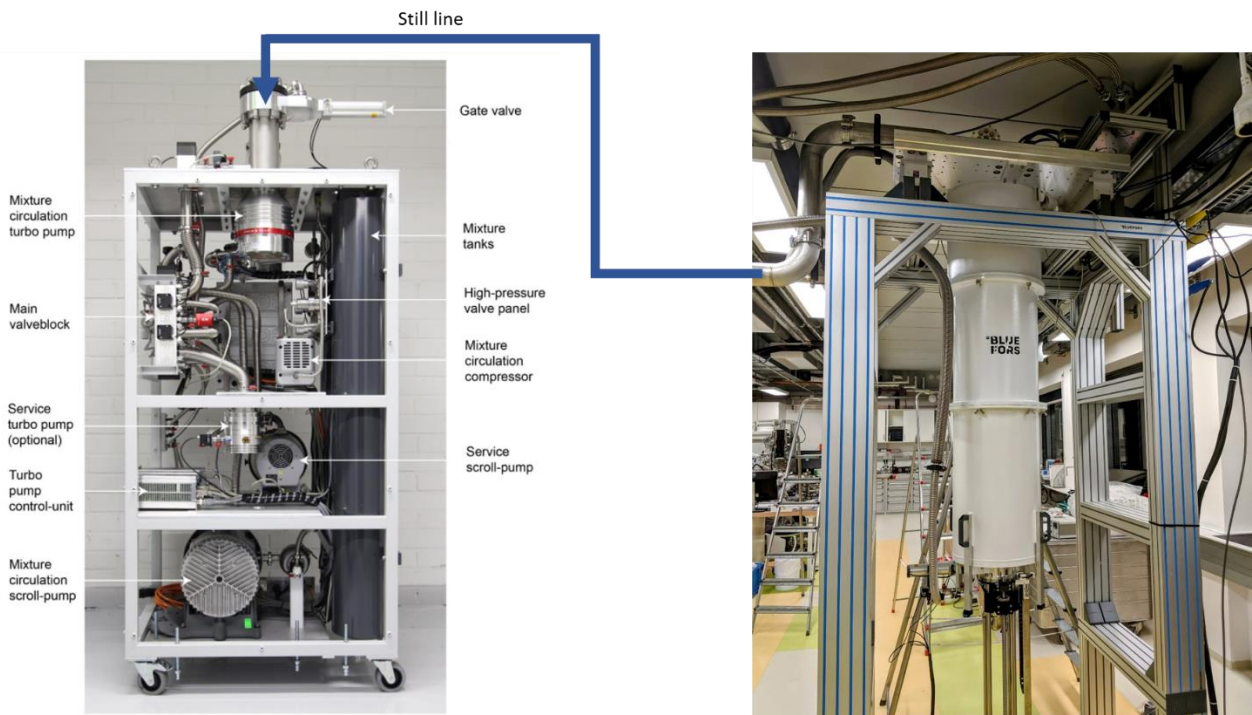 Still line
Gate valve
Mixture
circulation
turbo pump
Mixture
tanks
Main
valveblock
High-pressure
valve panel
Mixture
circulation
compressor
Service
turbo pump
(optional)
Service
scroll-pump
Turbo
pump
control-unit
Mixture
circulation
scroll-pump
BLUE
FORS
BLUEFORS